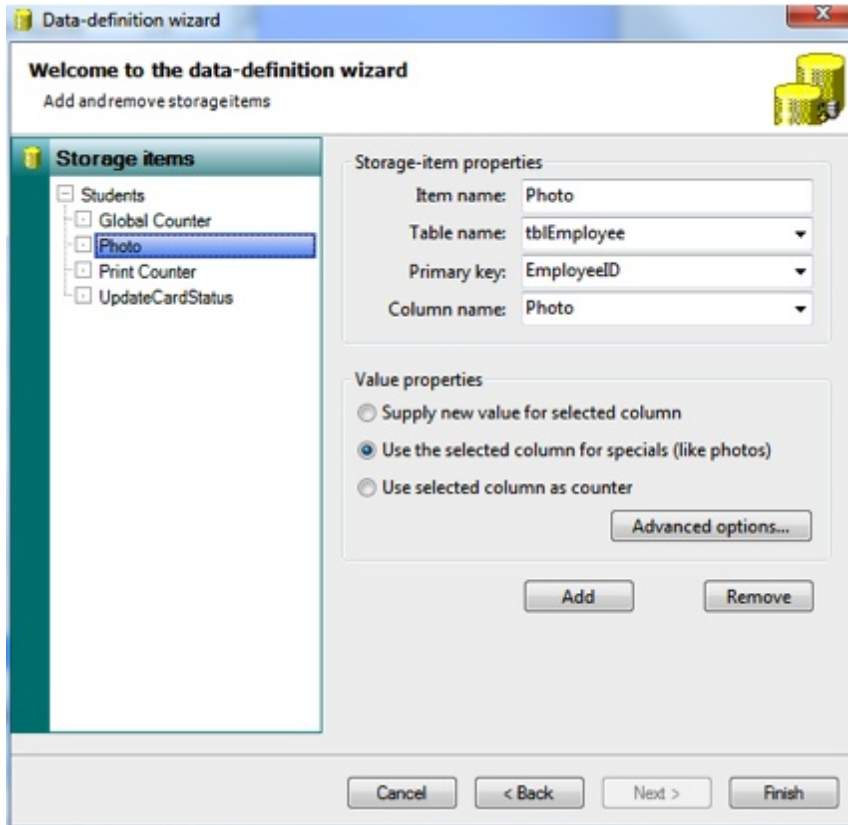 Data-definition wizard
Welcome to the data-definition wizard
Add and remove storage items
Storage items
Students
Global Counter
Photo
Print Counter
UpdateCardStatus
Storage-item properties
Item name: Photo
Table name: tblEmployee
Primary key: EmployeeID
Column name: Photo
Value properties
Supply new value for selected column
Use the selected column for specials (like photos)
Use selected column as counter
Advanced options...
Add Remove
Cancel < Back Next > Finish